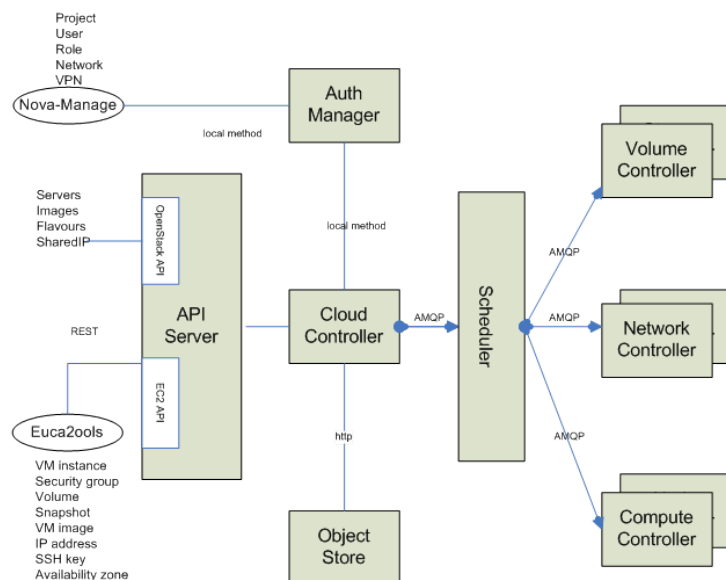 Project
User
Role
Network
VPN
Nova-Manage
Auth
Manager
local method
Servers
Images
Flavours
SharedIP
OpenStack API
local method
Volume
Controller
AMQP
API
Server
Cloud
Controller
AMQP
Scheduler
AMQP
Network
Controller
REST
EC2 API
Euca2ools
http
AMQP
VM instance
Security group
Volume
Snapshot
VM image
IP address
SSH key
Availability zone
Object
Store
Compute
Controller